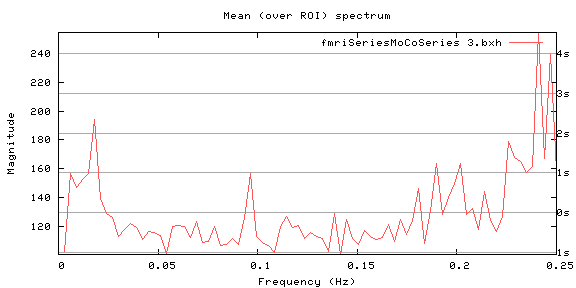 Mean (over ROI) spectrum
fmriSeriesMoCoSeries 3.bxh
Magnitude
240
220
200
180
160
140
120
4s
3s
2s
1s
0s
1s
0 0.05 0.1 0.15 0.2 0.25
Frequency (Hz)